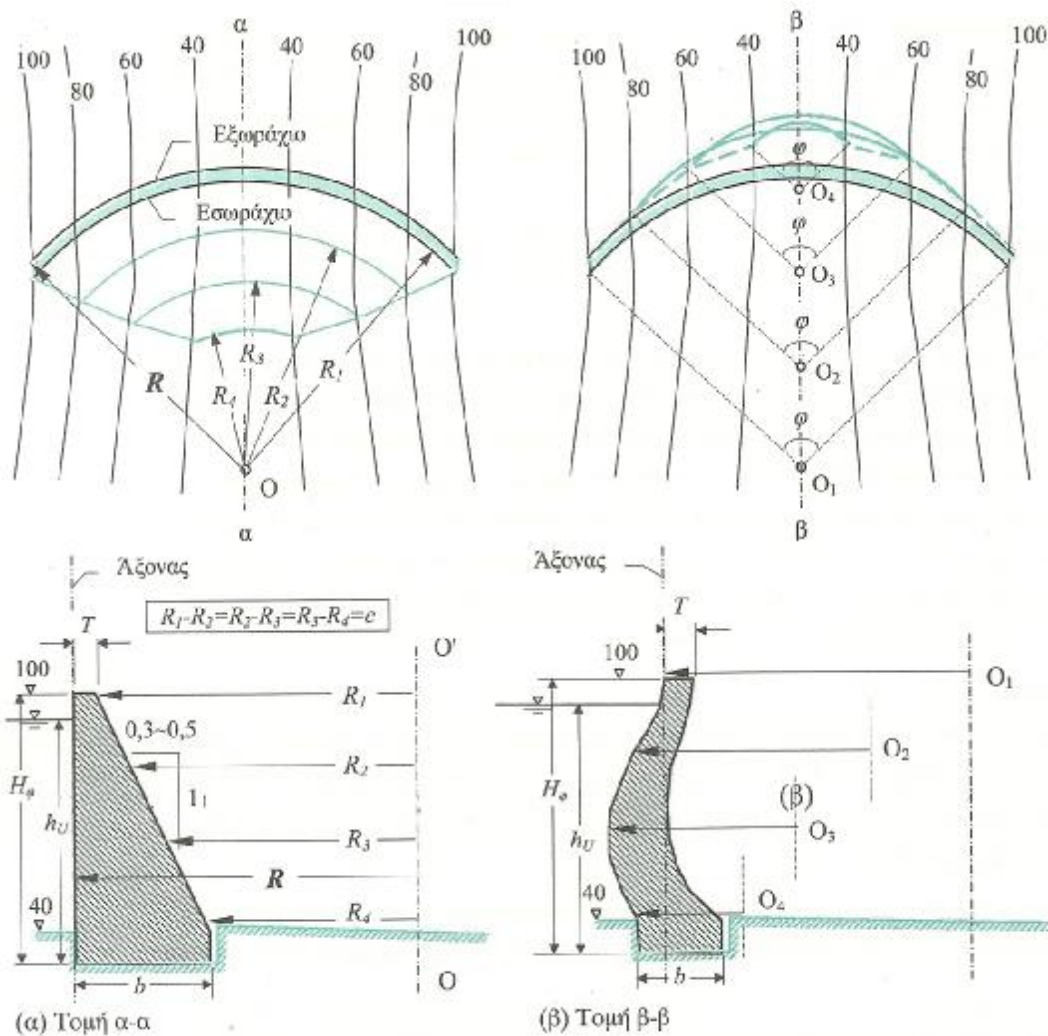 α
100
80
60
40
40
60
80
100
Εξωράχιο
Εσωράχιο
R
R₄
R₃
R₂
R₁
O
α
β
100
80
60
40
40
60
80
100
φ
O₄
φ
O₃
φ
O₂
φ
O₁
β
Άξονας
R₁-R₂=R₂-R₃=R₃-R₄=c
T
100
O'
R₁
0,3~0,5
R₂
1
Hφ
hU
R₃
R
40
R₄
b
O
(α) Τομή α-α
Άξονας
T
100
O₁
O₂
Hφ
(β)
hU
O₃
40
O₄
b
(β) Τομή β-β